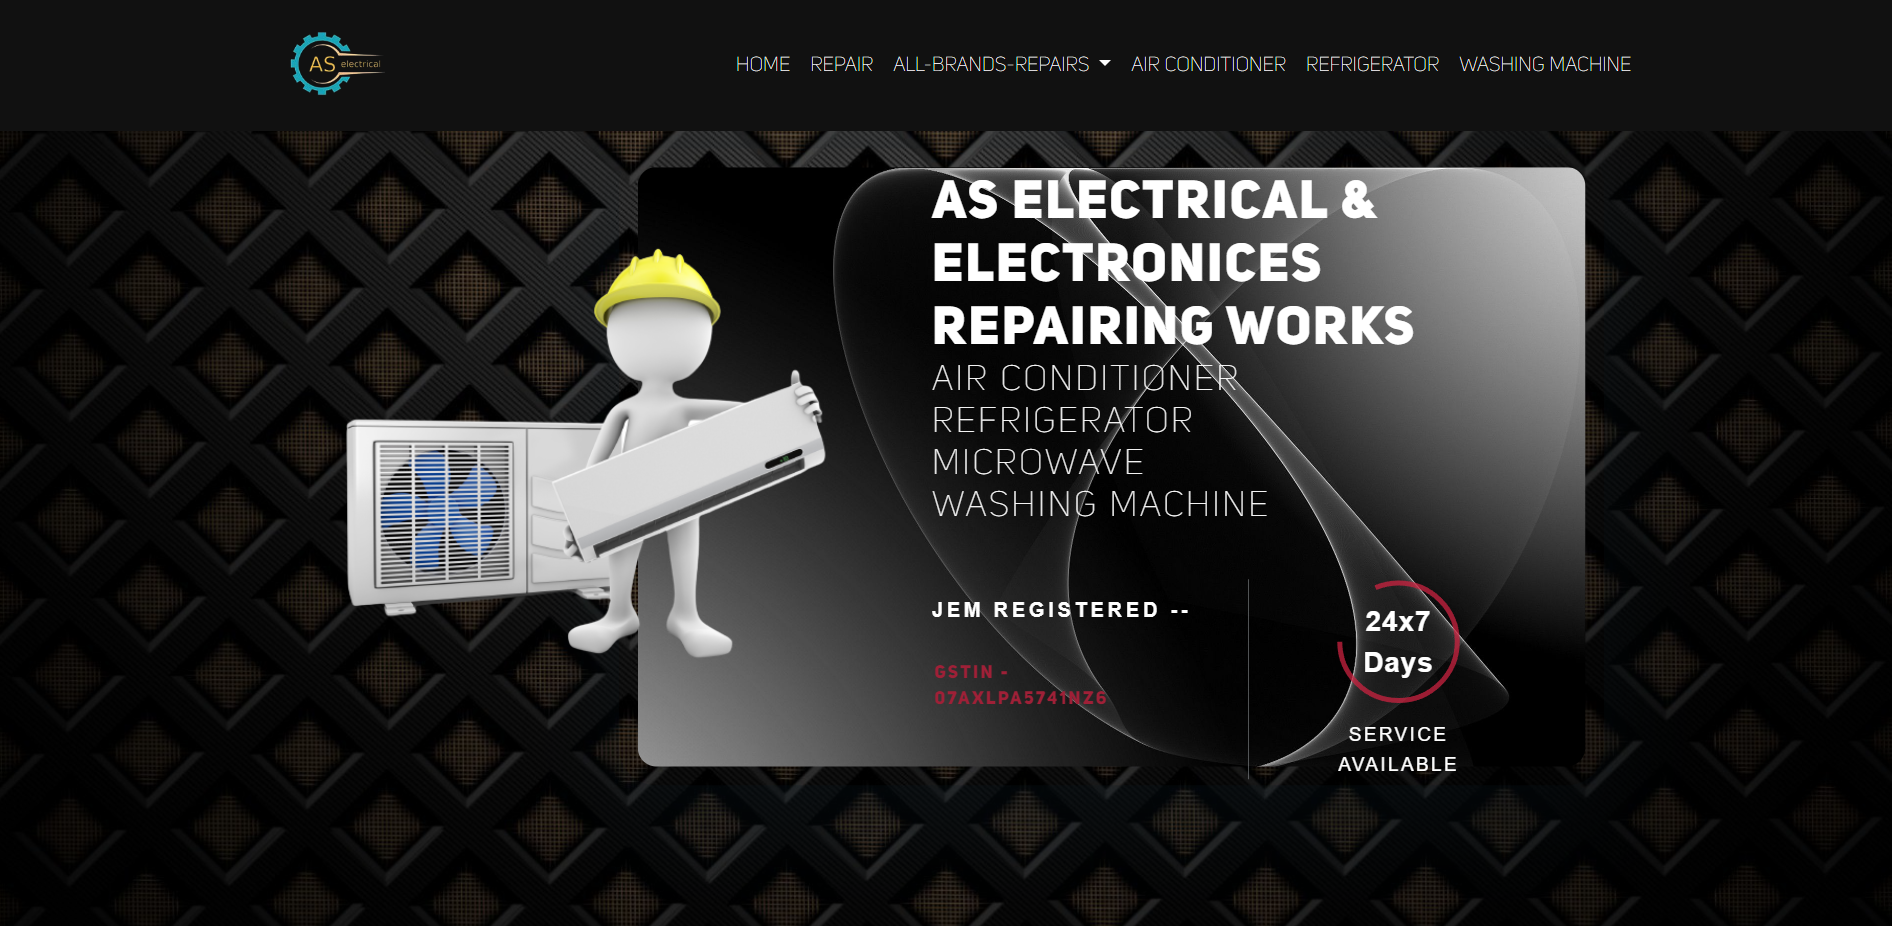 AS electrical
HOME REPAIR ALL-BRANDS-REPAIRS AIR CONDITIONER REFRIGERATOR WASHING MACHINE
AS ELECTRICAL &
ELECTRONICES
REPAIRING WORKS
AIR CONDITIONER
REFRIGERATOR
MICROWAVE
WASHING MACHINE
JEM REGISTERED --
GSTIN -
07AXLPA5741NZ6
24x7
Days
SERVICE
AVAILABLE